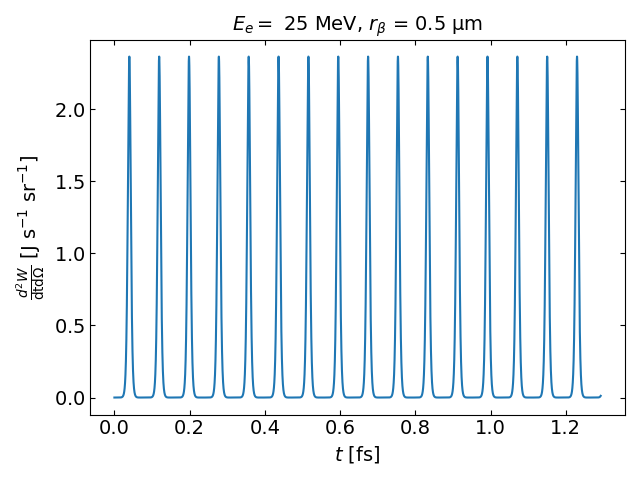 E_e = 25 MeV, r_β = 0.5 μm
d²W/dtdΩ [J s⁻¹ sr⁻¹]
2.0
1.5
1.0
0.5
0.0
0.0 0.2 0.4 0.6 0.8 1.0 1.2
t [fs]